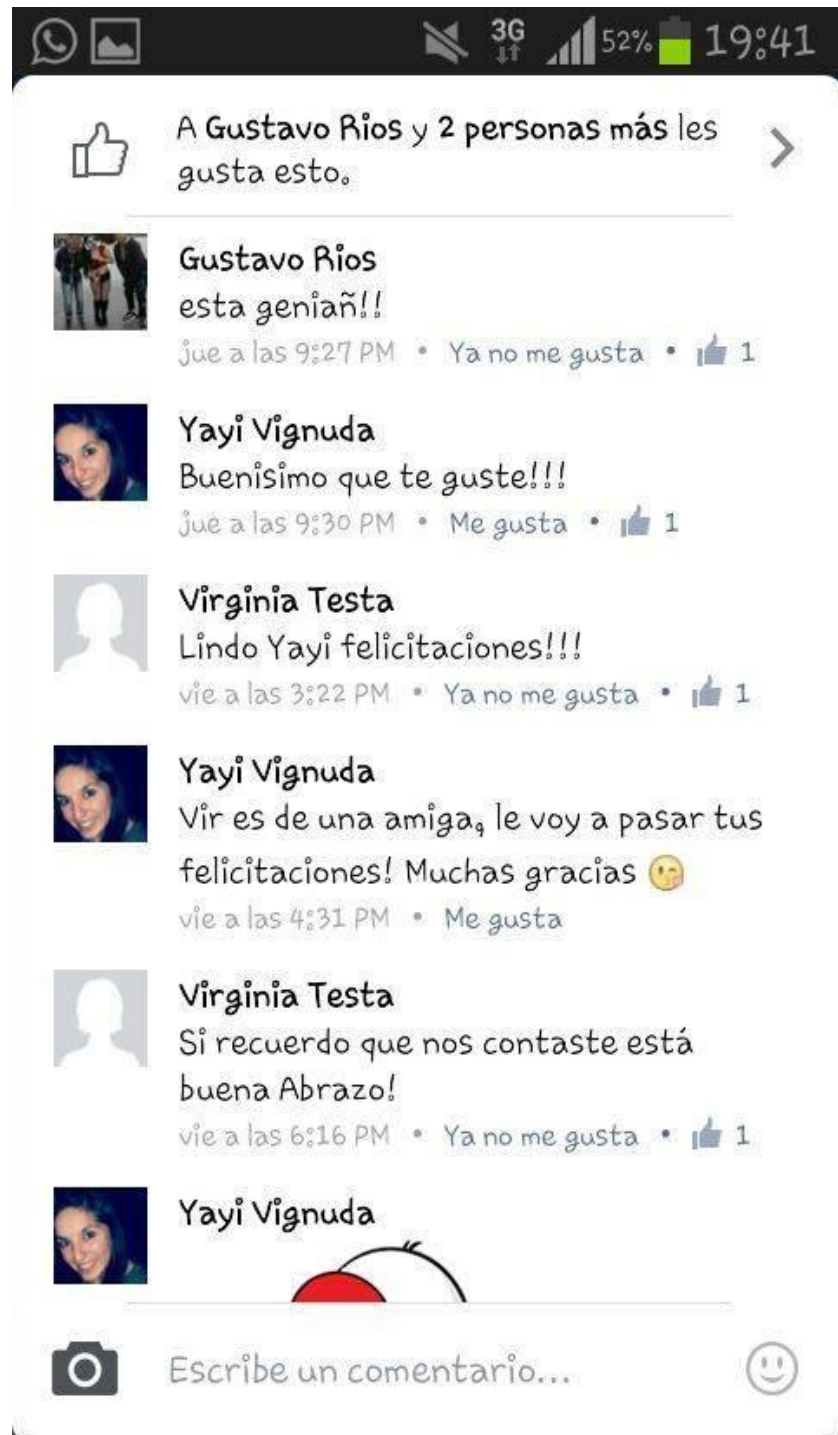 3G 52% 19:41
A Gustavo Rios y 2 personas más les
gusta esto.
Gustavo Rios
esta geniañ!!
jue a las 9:27 PM • Ya no me gusta • 1
Yayi Vignuda
Buenisimo que te guste!!!
jue a las 9:30 PM • Me gusta • 1
Virginia Testa
Lindo Yayi felicitaciones!!!
vie a las 3:22 PM • Ya no me gusta • 1
Yayi Vignuda
Vir es de una amiga, le voy a pasar tus
felicitaciones! Muchas gracias 😘
vie a las 4:31 PM • Me gusta
Virginia Testa
Si recuerdo que nos contaste está
buena Abrazo!
vie a las 6:16 PM • Ya no me gusta • 1
Yayi Vignuda
Escribe un comentario...